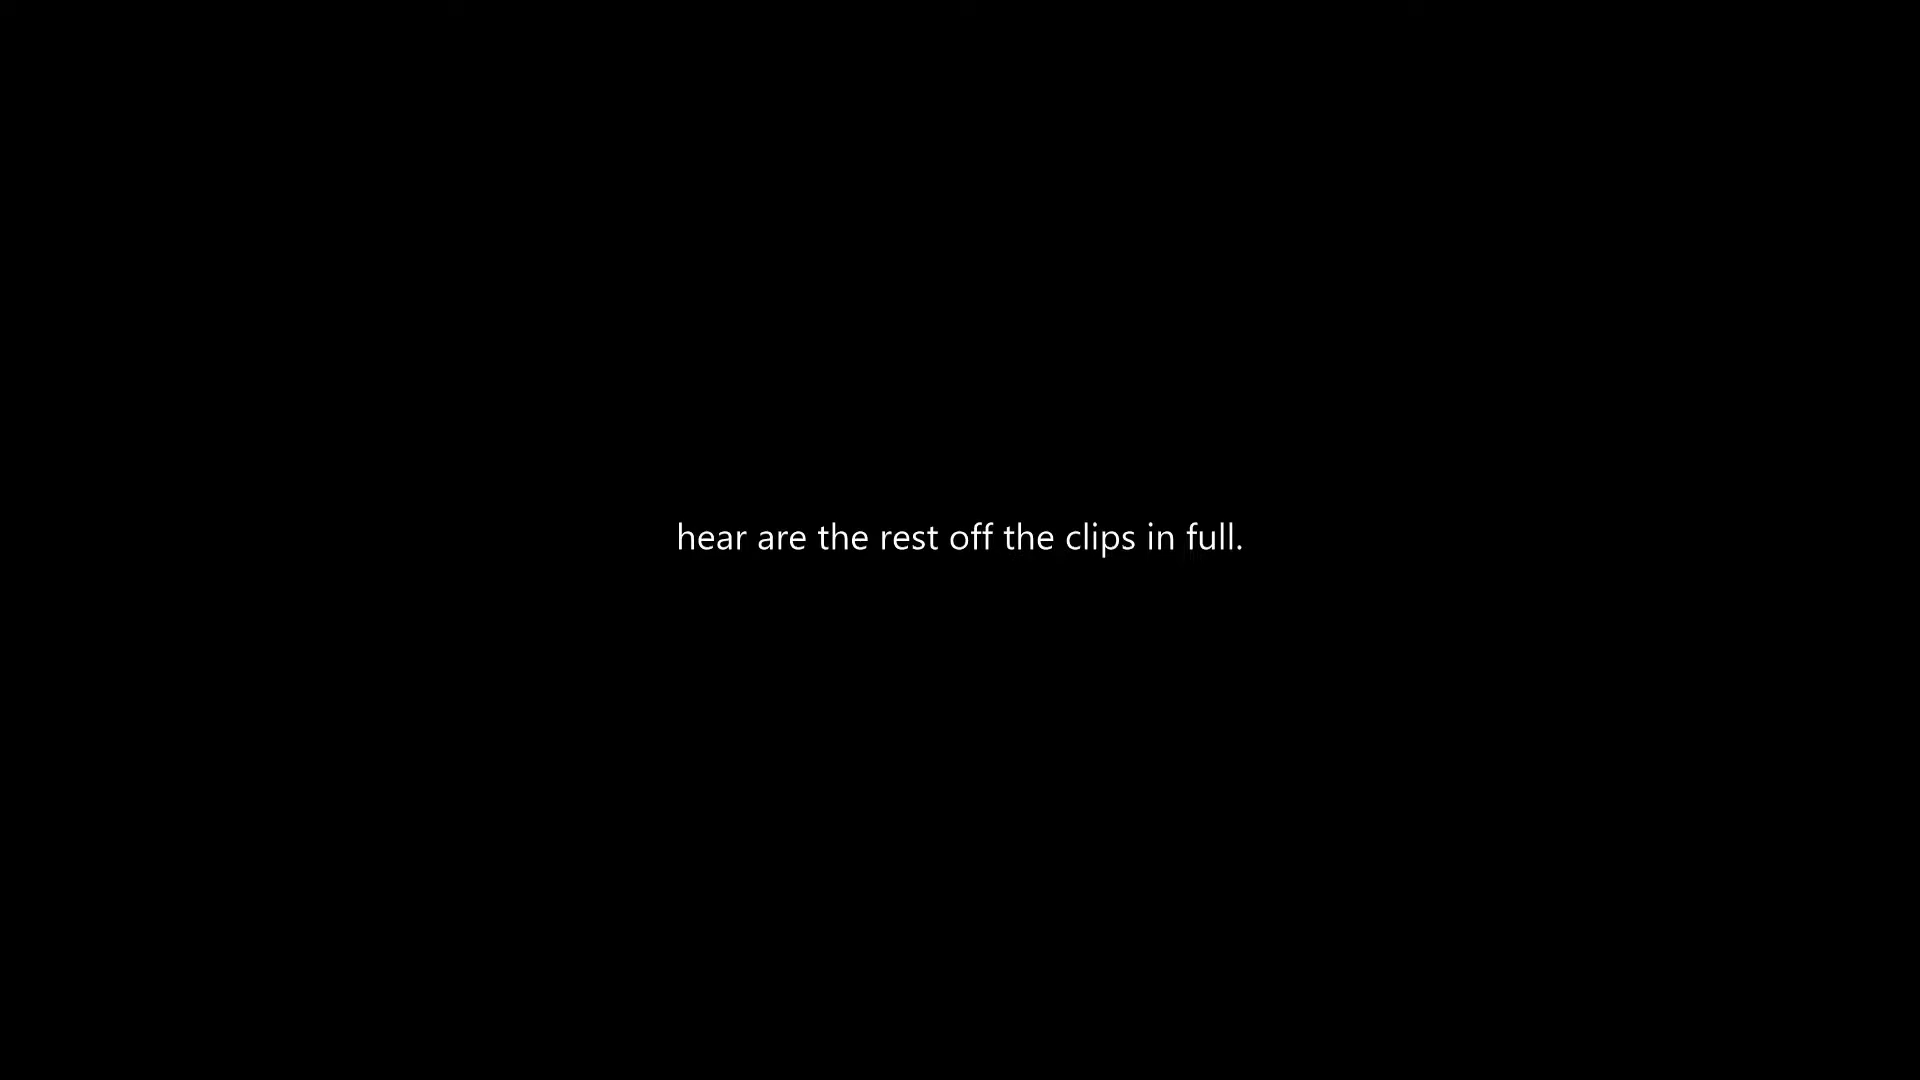 hear are the rest off the clips in full.